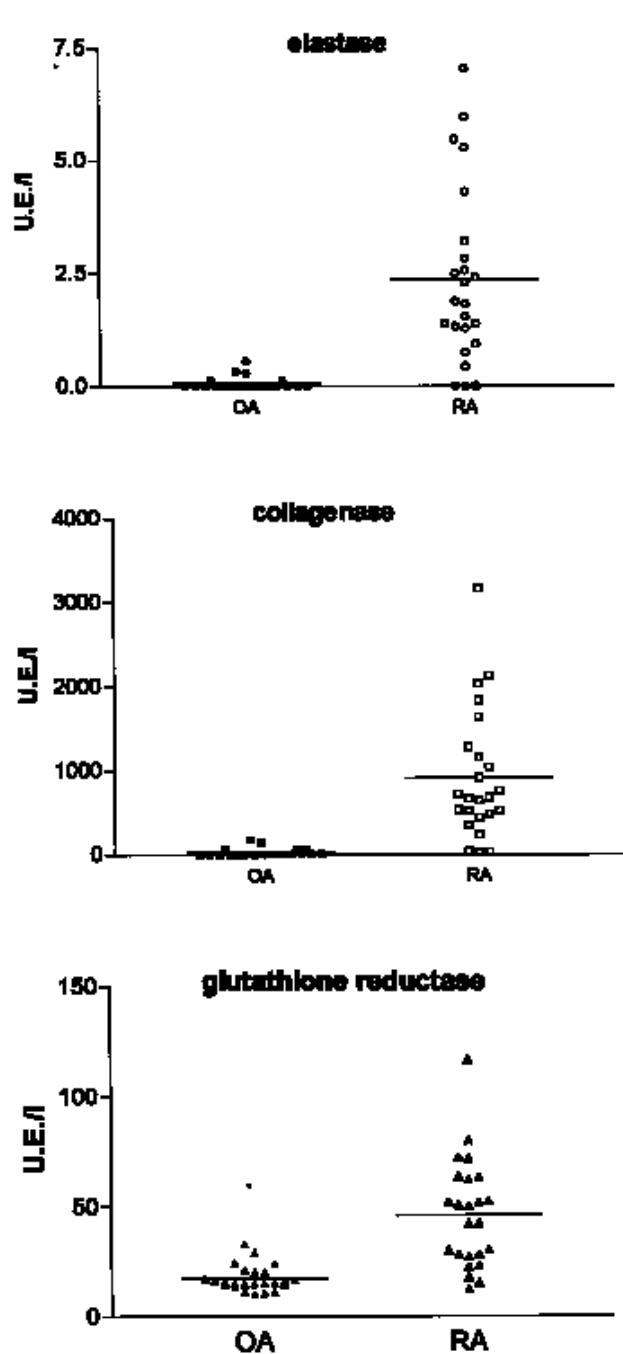 elastase
7.5
5.0
2.5
0.0
U.E./l
OA
RA
collagenase
4000
3000
2000
1000
0
U.E./l
OA
RA
glutathione reductase
150
100
50
0
U.E./l
OA
RA